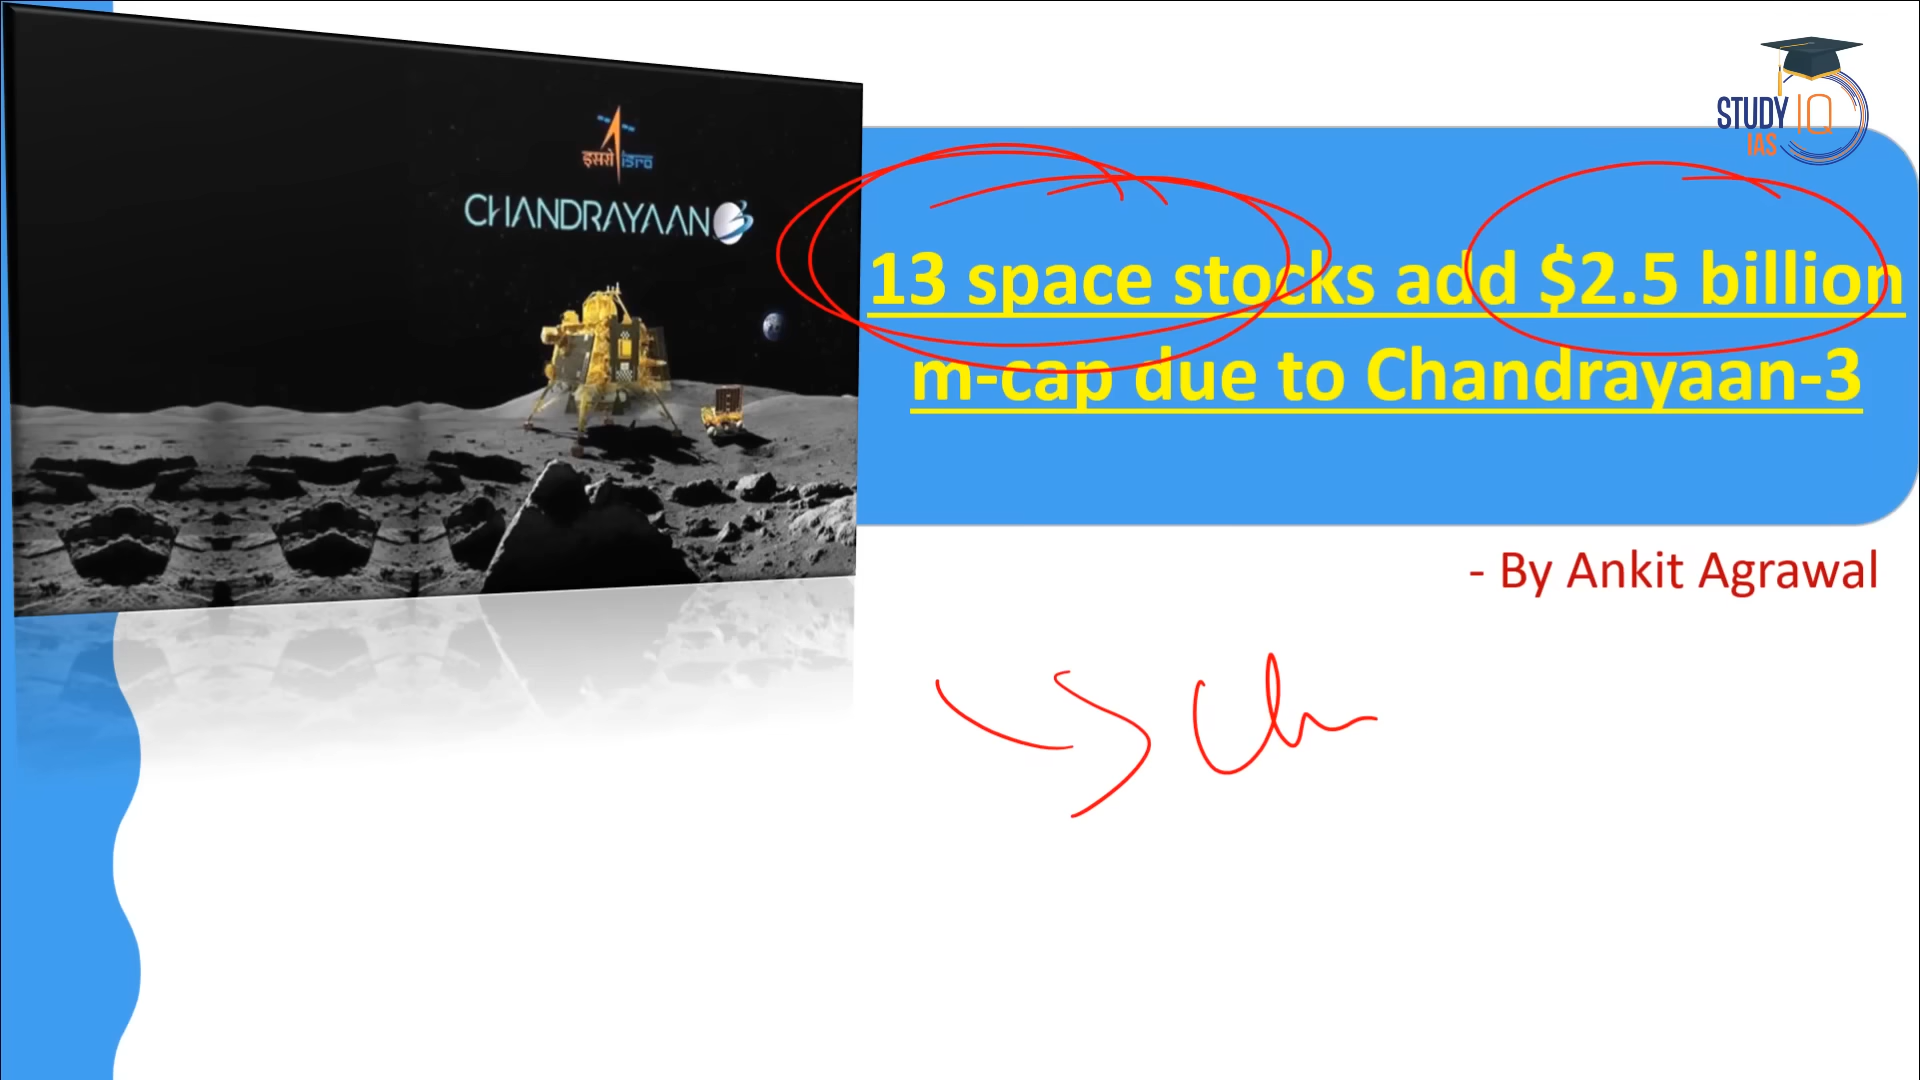 इसरो isro
CHANDRAYAAN 3
STUDY IQ
IAS
13 space stocks add $2.5 billion
m-cap due to Chandrayaan-3
- By Ankit Agrawal